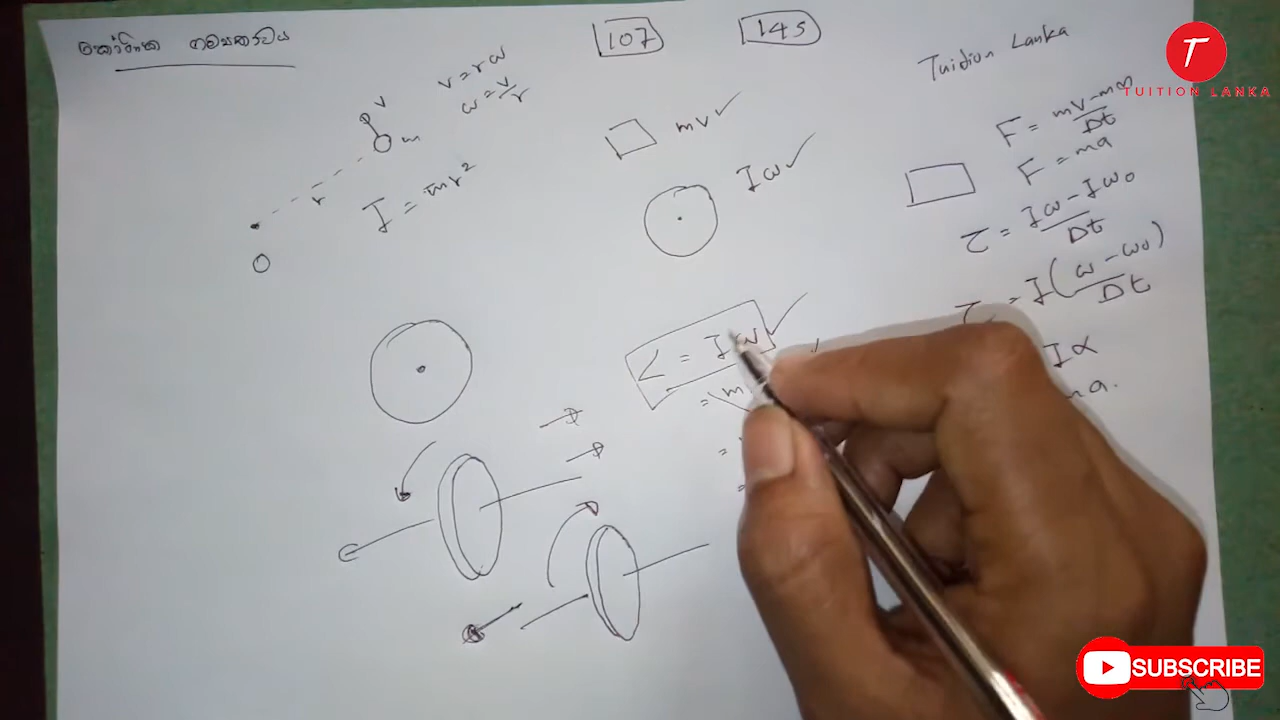 කෝණික ගම්‍යතාවය
107
145
Tuition Lanka
T
TUITION LANKA
v = rω
ω = v/r
v
m
r
I = mr²
O
mv ✓
Iω ✓
F = mv - mu / Δt
F = ma
τ = Iω - Iω₀ / Δt
τ = I(ω - ω₀ / Δt)
Iα
ma.
L = Iω ✓
= m
=
SUBSCRIBE